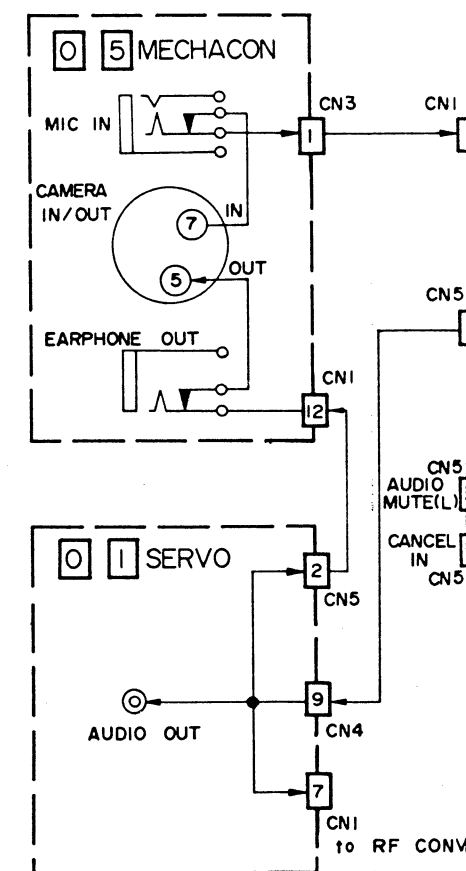 0 5 MECHACON
CN3
CN1
MIC IN
1
CAMERA
IN/OUT
7
IN
5
OUT
CN5
EARPHONE OUT
CN1
12
CN5
AUDIO
MUTE(L)
CANCEL
IN
CN5
0 1 SERVO
2
CN5
9
AUDIO OUT
CN4
7
CN1
to RF CONV